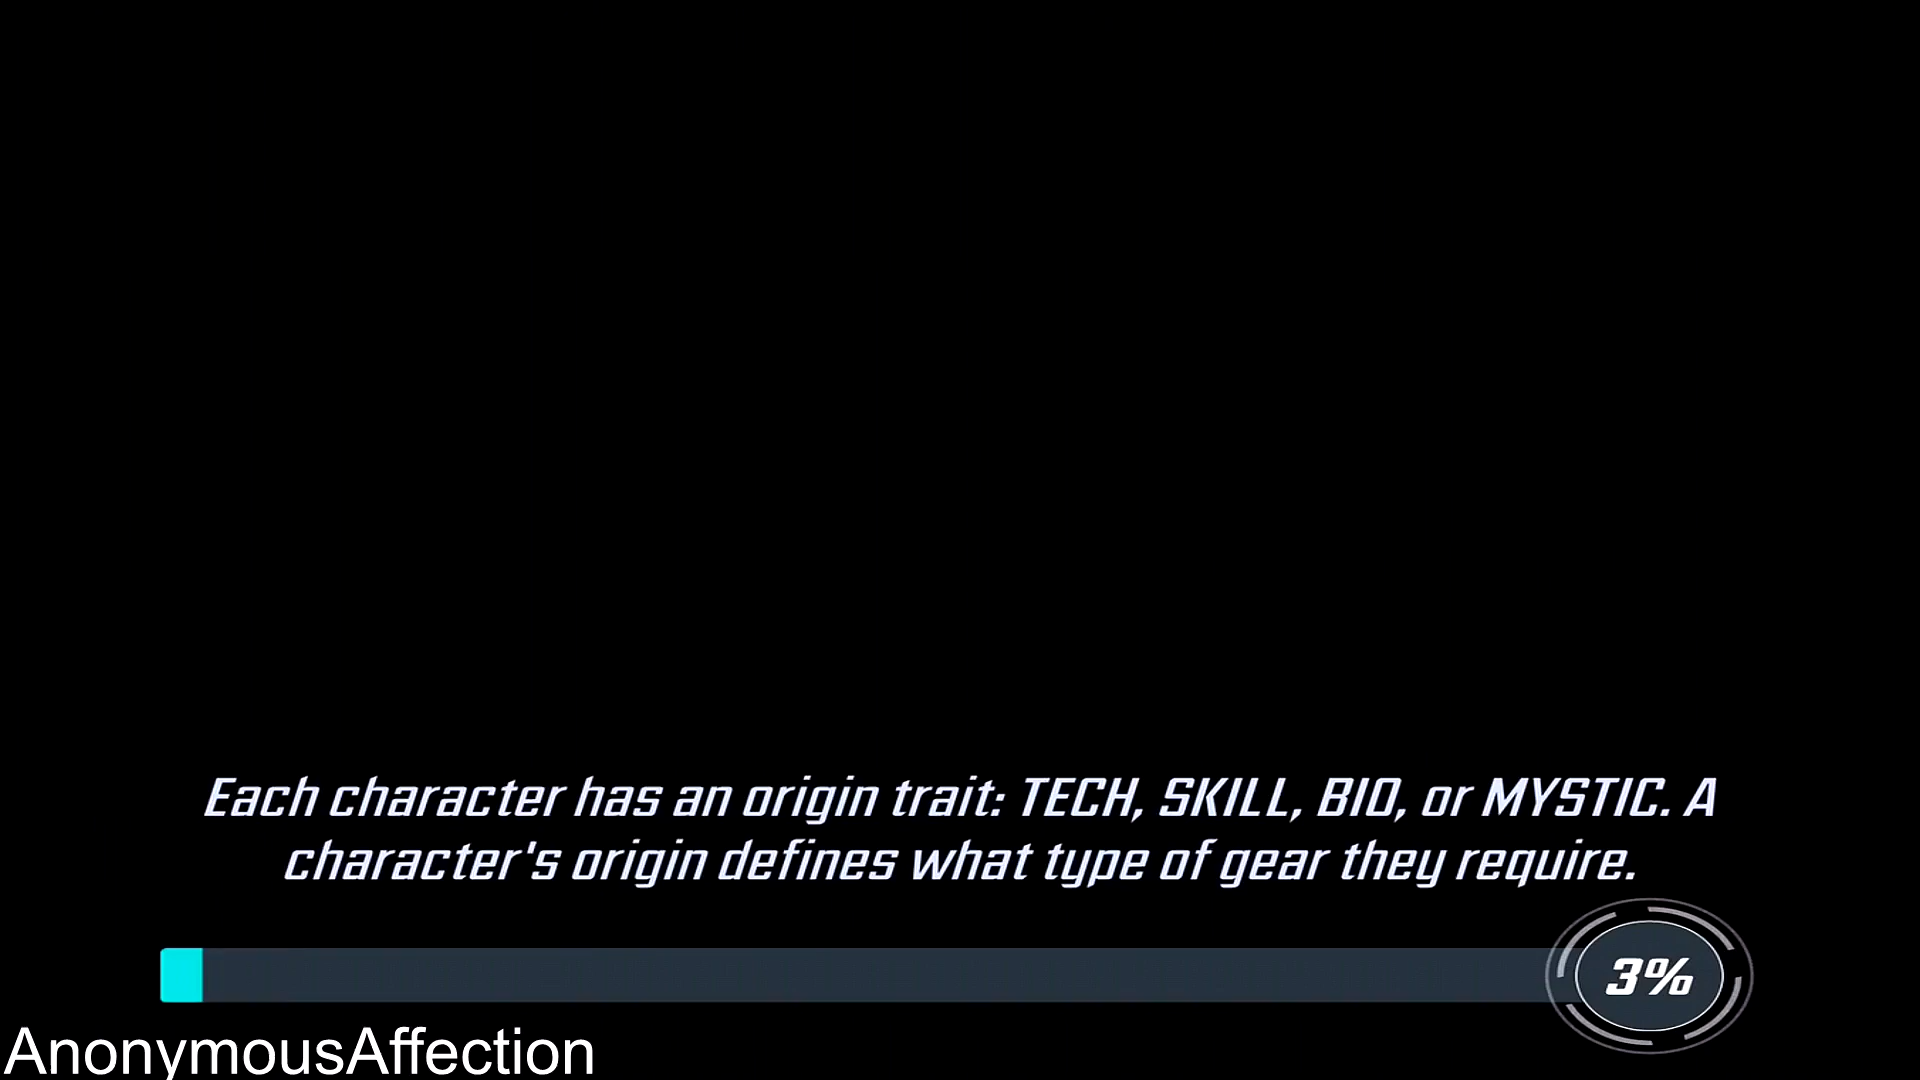 Each character has an origin trait: TECH, SKILL, BIO, or MYSTIC. A
character's origin defines what type of gear they require.
3%
AnonymousAffection